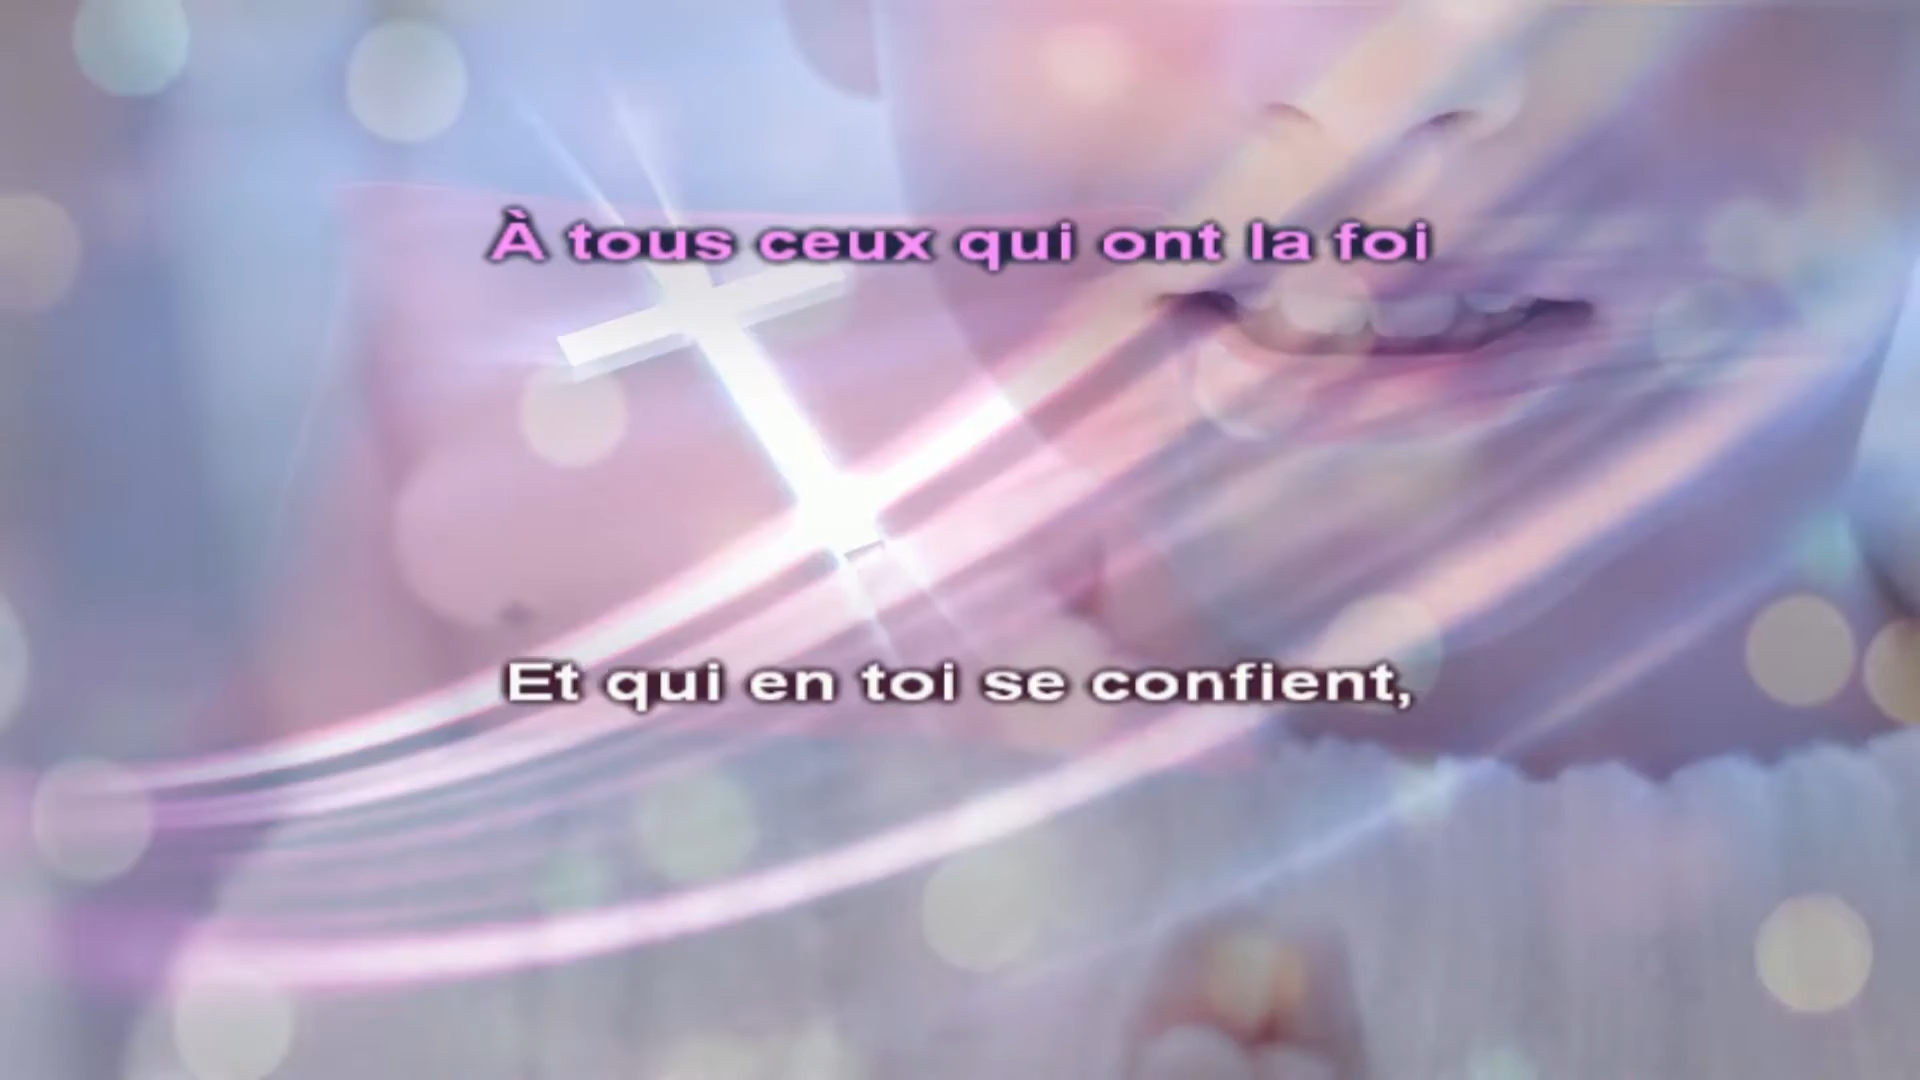 À tous ceux qui ont la foi
Et qui en toi se confient,